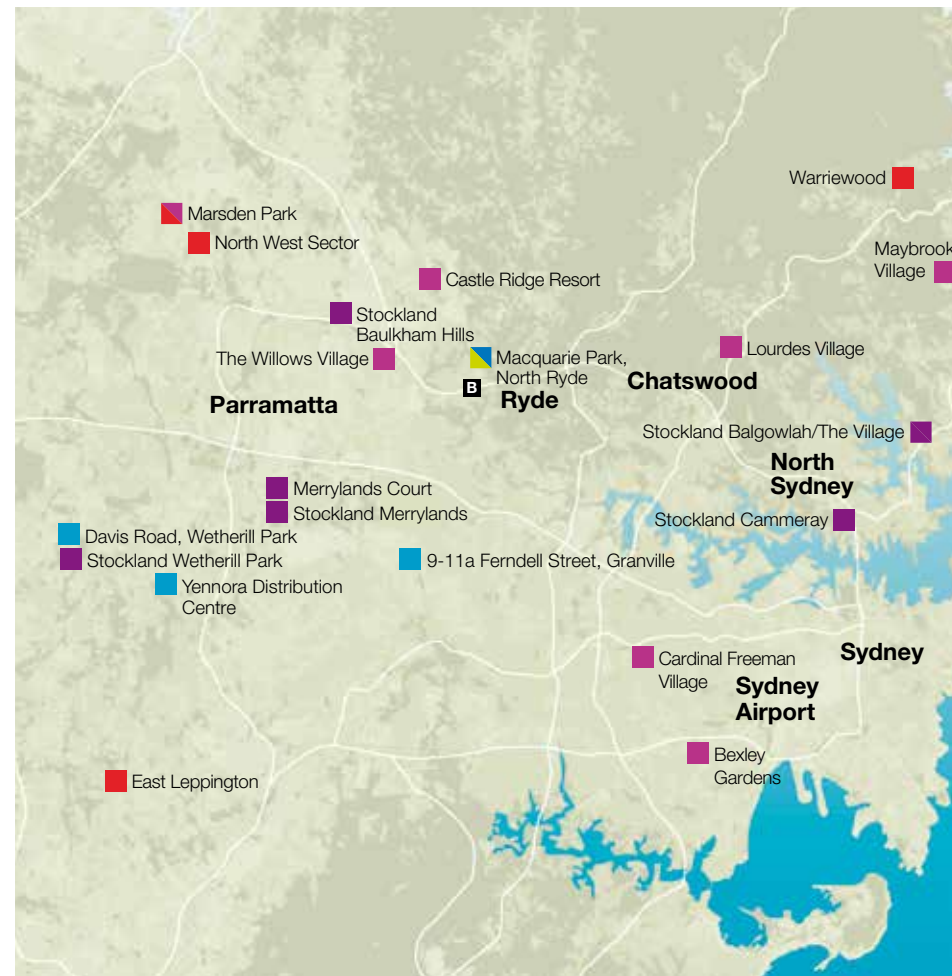 Warriewood
Marsden Park
North West Sector
Maybrook
Village
Castle Ridge Resort
Stockland
Baulkham Hills
The Willows Village
Macquarie Park,
North Ryde
Lourdes Village
Chatswood
B
Ryde
Parramatta
Stockland Balgowlah/The Village
North
Sydney
Merrylands Court
Stockland Merrylands
Stockland Cammeray
Davis Road, Wetherill Park
Stockland Wetherill Park
9-11a Ferndell Street, Granville
Yennora Distribution
Centre
Sydney
Cardinal Freeman
Village
Sydney
Airport
Bexley
Gardens
East Leppington